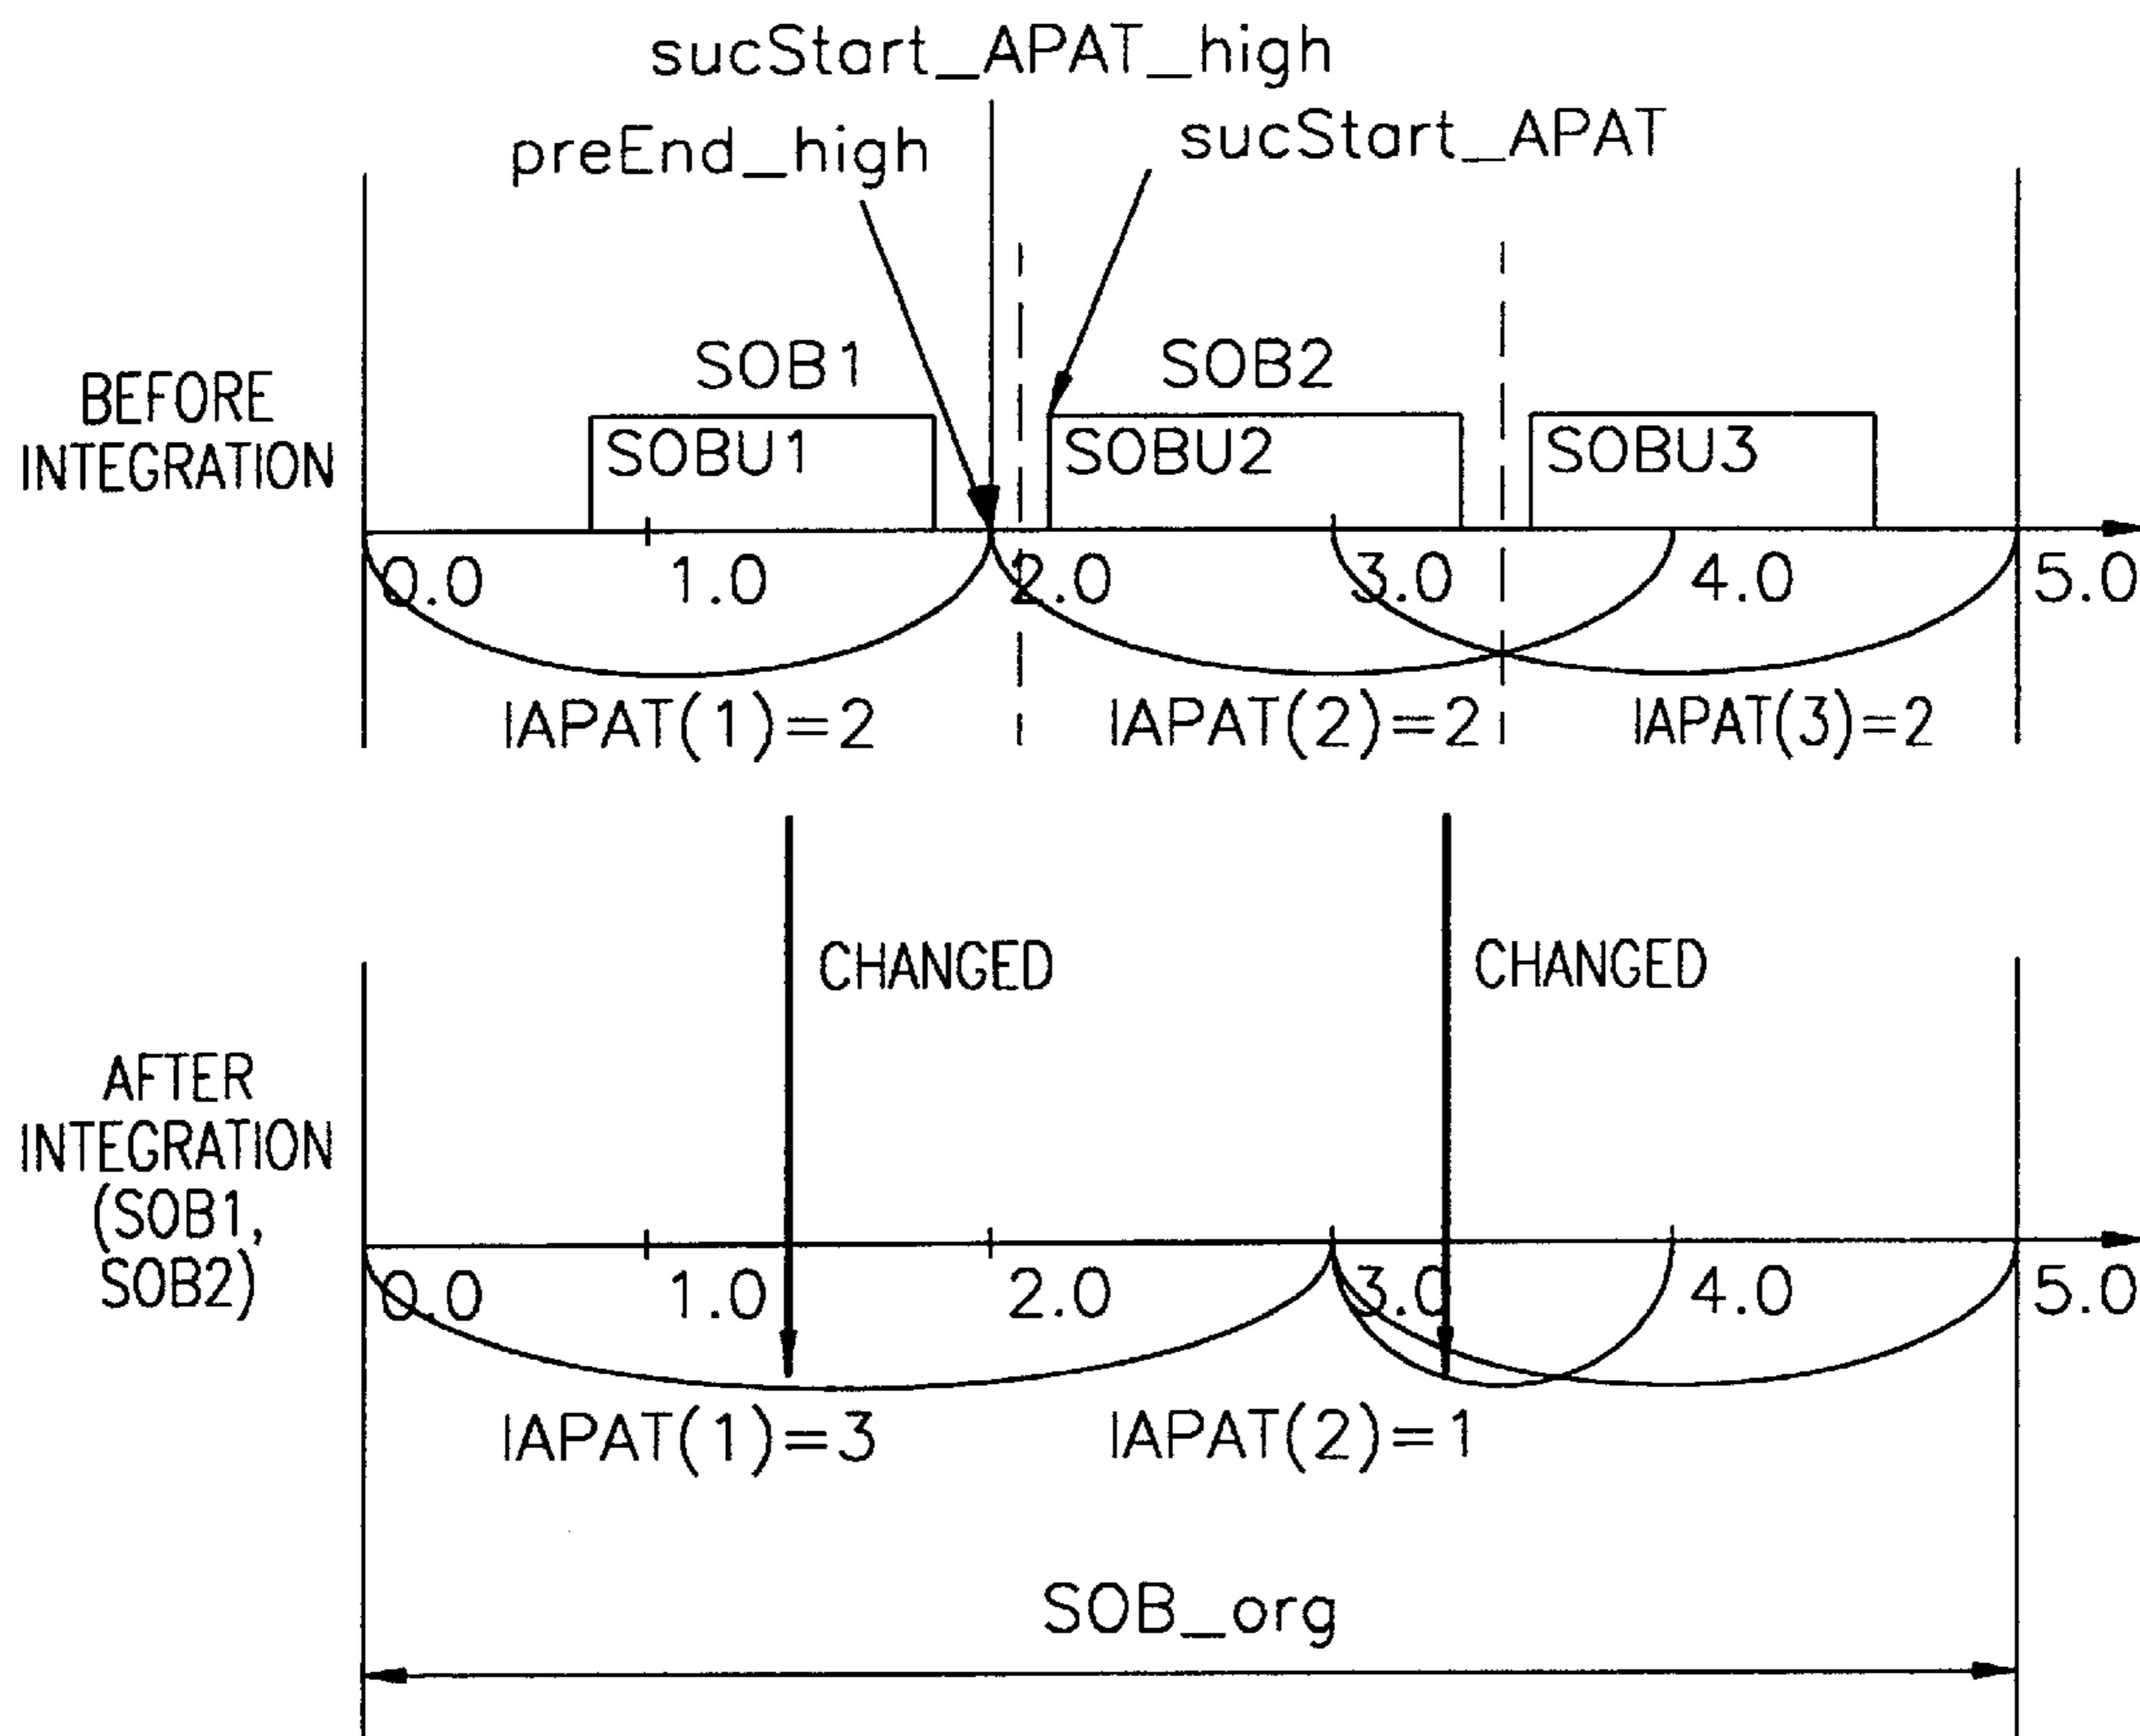 sucStart_APAT_high
preEnd_high
sucStart_APAT
BEFORE
INTEGRATION
SOB1
SOB2
SOBU1
SOBU2
SOBU3
0.0
1.0
2.0
3.0
4.0
5.0
IAPAT(1)=2
IAPAT(2)=2
IAPAT(3)=2
CHANGED
CHANGED
AFTER
INTEGRATION
(SOB1,
SOB2)
0.0
1.0
2.0
3.0
4.0
5.0
IAPAT(1)=3
IAPAT(2)=1
SOB_org